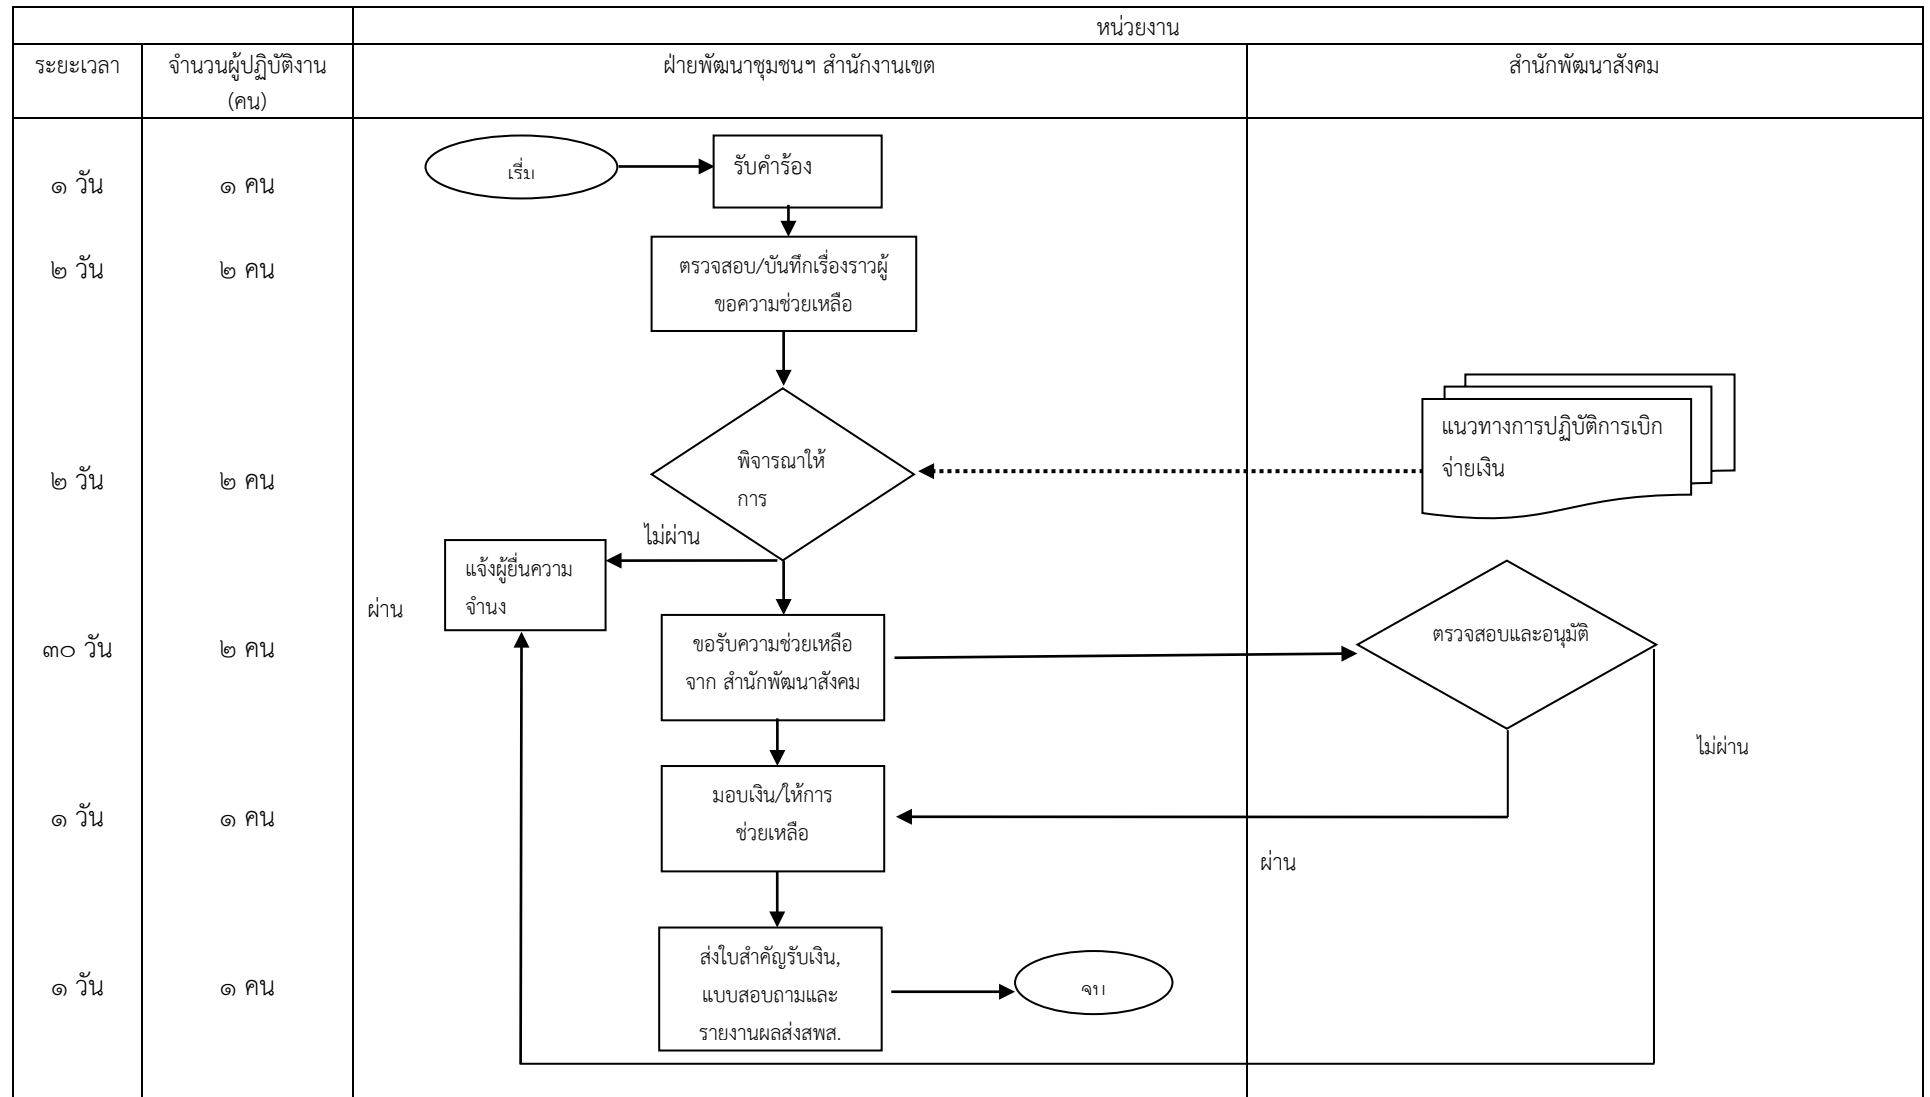 หน่วยงาน
ระยะเวลา
จำนวนผู้ปฏิบัติงาน
(คน)
ฝ่ายพัฒนาชุมชนฯ สำนักงานเขต
สำนักพัฒนาสังคม
๑ วัน
๑ คน
เริ่ม
รับคำร้อง
๒ วัน
๒ คน
ตรวจสอบ/บันทึกเรื่องราวผู้
ขอความช่วยเหลือ
๒ วัน
๒ คน
พิจารณาให้
การ
แนวทางการปฏิบัติการเบิก
จ่ายเงิน
ไม่ผ่าน
แจ้งผู้ยื่นความ
จำนง
ผ่าน
๓๐ วัน
๒ คน
ขอรับความช่วยเหลือ
จาก สำนักพัฒนาสังคม
ตรวจสอบและอนุมัติ
ไม่ผ่าน
๑ วัน
๑ คน
มอบเงิน/ให้การ
ช่วยเหลือ
ผ่าน
๑ วัน
๑ คน
ส่งใบสำคัญรับเงิน,
แบบสอบถามและ
รายงานผลส่งสพส.
จบ